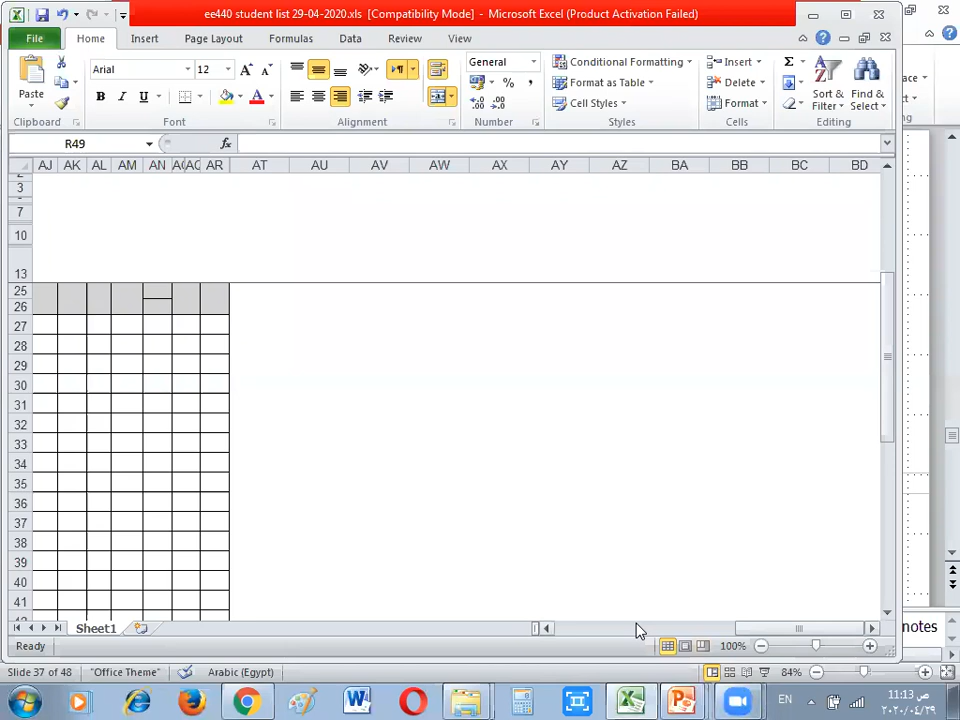 ee440 student list 29-04-2020.xls [Compatibility Mode] - Microsoft Excel (Product Activation Failed)
File Home Insert Page Layout Formulas Data Review View
Paste
Arial 12
B I U
General
% ,
Conditional Formatting
Format as Table
Cell Styles
Insert
Delete
Format
Σ
Sort & Filter
Find & Select
Clipboard Font Alignment Number Styles Cells Editing
R49 fx
AJ AK AL AM AN AR AT AU AV AW AX AY AZ BA BB BC BD
3
7
10
13
25
26
27
28
29
30
31
32
33
34
35
36
37
38
39
40
41
Sheet1
notes
Ready 100%
Slide 37 of 48 "Office Theme" Arabic (Egypt) 84%
EN
11:13 ص
٢٠٢٠/٠٤/٢٩